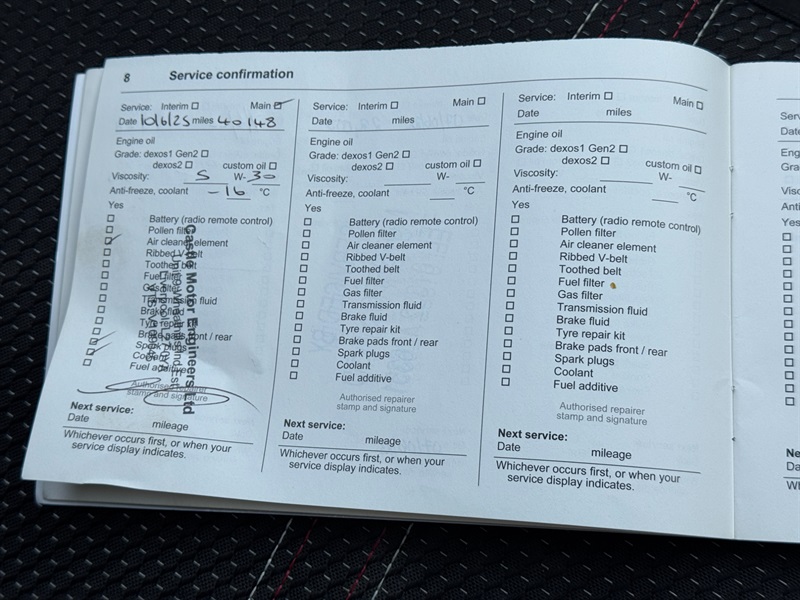 8 Service confirmation
Service: Interim ☐ Main ☑
Date 10/6/25 miles 40148
Engine oil
Grade: dexos1 Gen2 ☐
dexos2 ☐ custom oil ☐
Viscosity: 5 W- 30
Anti-freeze, coolant -16 °C
Yes
☐ Battery (radio remote control)
☐ Pollen filter
☑ Air cleaner element
☐ Ribbed V-belt
☐ Toothed belt
☐ Fuel filter
☐ Gas filter
☐ Transmission fluid
☐ Brake fluid
☐ Tyre repair kit
☐ Brake pads front / rear
☑ Spark plugs
☑ Coolant
☐ Fuel additive
Castle Motor Engineers Ltd
Authorised repairer
stamp and signature
Next service:
Date mileage
Whichever occurs first, or when your
service display indicates.
Service: Interim ☐ Main ☐
Date miles
Engine oil
Grade: dexos1 Gen2 ☐
dexos2 ☐ custom oil ☐
Viscosity: W-
Anti-freeze, coolant °C
Yes
☐ Battery (radio remote control)
☐ Pollen filter
☐ Air cleaner element
☐ Ribbed V-belt
☐ Toothed belt
☐ Fuel filter
☐ Gas filter
☐ Transmission fluid
☐ Brake fluid
☐ Tyre repair kit
☐ Brake pads front / rear
☐ Spark plugs
☐ Coolant
☐ Fuel additive
Authorised repairer
stamp and signature
Next service:
Date mileage
Whichever occurs first, or when your
service display indicates.
Service: Interim ☐ Main ☐
Date miles
Engine oil
Grade: dexos1 Gen2 ☐
dexos2 ☐ custom oil ☐
Viscosity: W-
Anti-freeze, coolant °C
Yes
☐ Battery (radio remote control)
☐ Pollen filter
☐ Air cleaner element
☐ Ribbed V-belt
☐ Toothed belt
☐ Fuel filter
☐ Gas filter
☐ Transmission fluid
☐ Brake fluid
☐ Tyre repair kit
☐ Brake pads front / rear
☐ Spark plugs
☐ Coolant
☐ Fuel additive
Authorised repairer
stamp and signature
Next service:
Date mileage
Whichever occurs first, or when your
service display indicates.